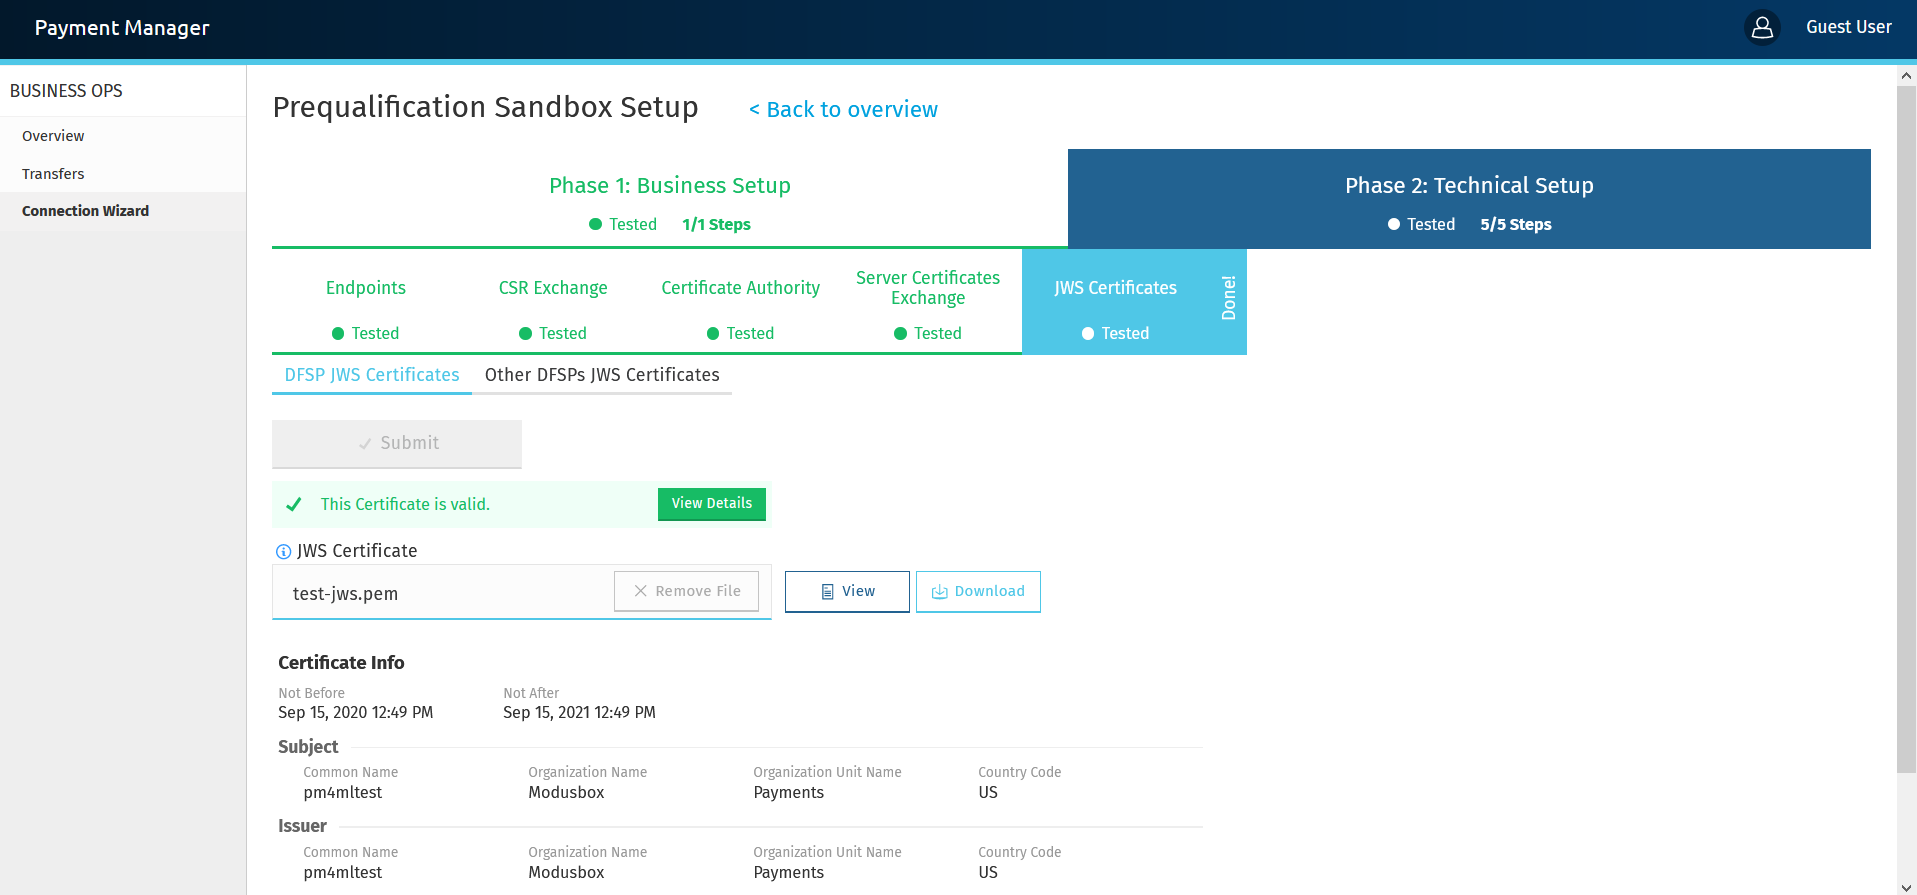 Payment Manager
Guest User
BUSINESS OPS
Overview
Transfers
Connection Wizard
Prequalification Sandbox Setup
< Back to overview
Phase 1: Business Setup
Tested 1/1 Steps
Phase 2: Technical Setup
Tested 5/5 Steps
Endpoints
Tested
CSR Exchange
Tested
Certificate Authority
Tested
Server Certificates
Exchange
Tested
JWS Certificates
Tested
Done!
DFSP JWS Certificates
Other DFSPs JWS Certificates
Submit
This Certificate is valid.
View Details
JWS Certificate
test-jws.pem
Remove File
View
Download
Certificate Info
Not Before
Sep 15, 2020 12:49 PM
Not After
Sep 15, 2021 12:49 PM
Subject
Common Name
pm4mltest
Organization Name
Modusbox
Organization Unit Name
Payments
Country Code
US
Issuer
Common Name
pm4mltest
Organization Name
Modusbox
Organization Unit Name
Payments
Country Code
US